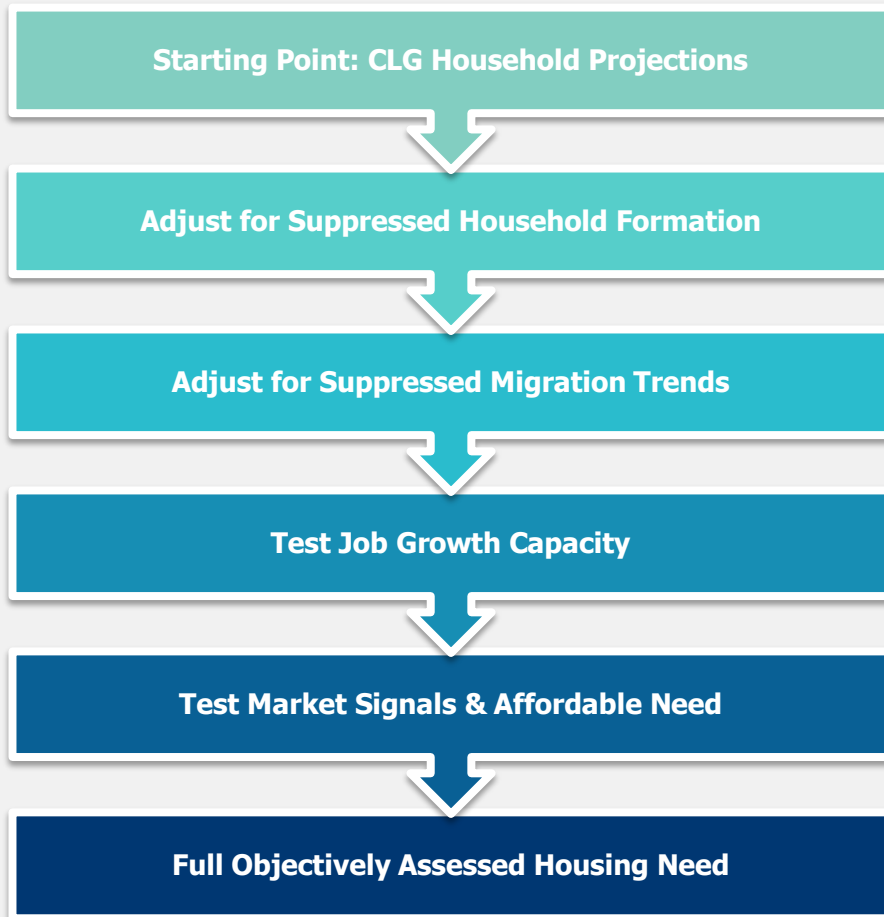 Starting Point: CLG Household Projections
Adjust for Suppressed Household Formation
Adjust for Suppressed Migration Trends
Test Job Growth Capacity
Test Market Signals & Affordable Need
Full Objectively Assessed Housing Need